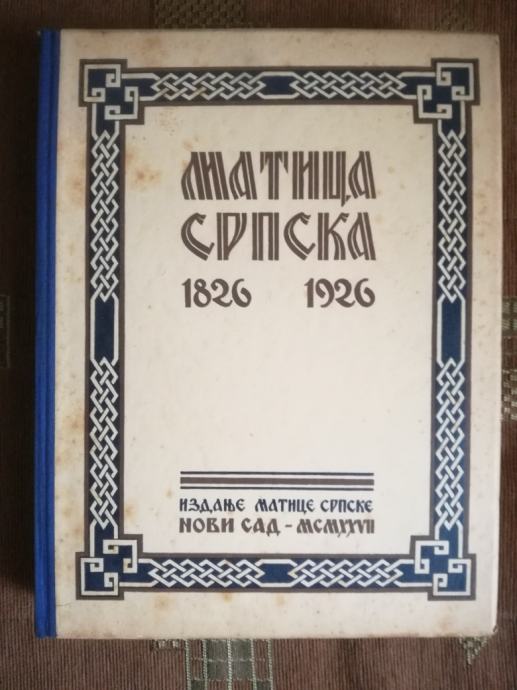 МАТИЦА
СРПСКА
1826 1926
ИЗДАЊЕ МАТИЦЕ СРПСКЕ
НОВИ САД - MCMXXVII